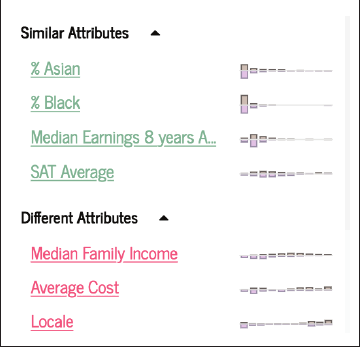 Similar Attributes
% Asian
% Black
Median Earnings 8 years A...
SAT Average
Different Attributes
Median Family Income
Average Cost
Locale